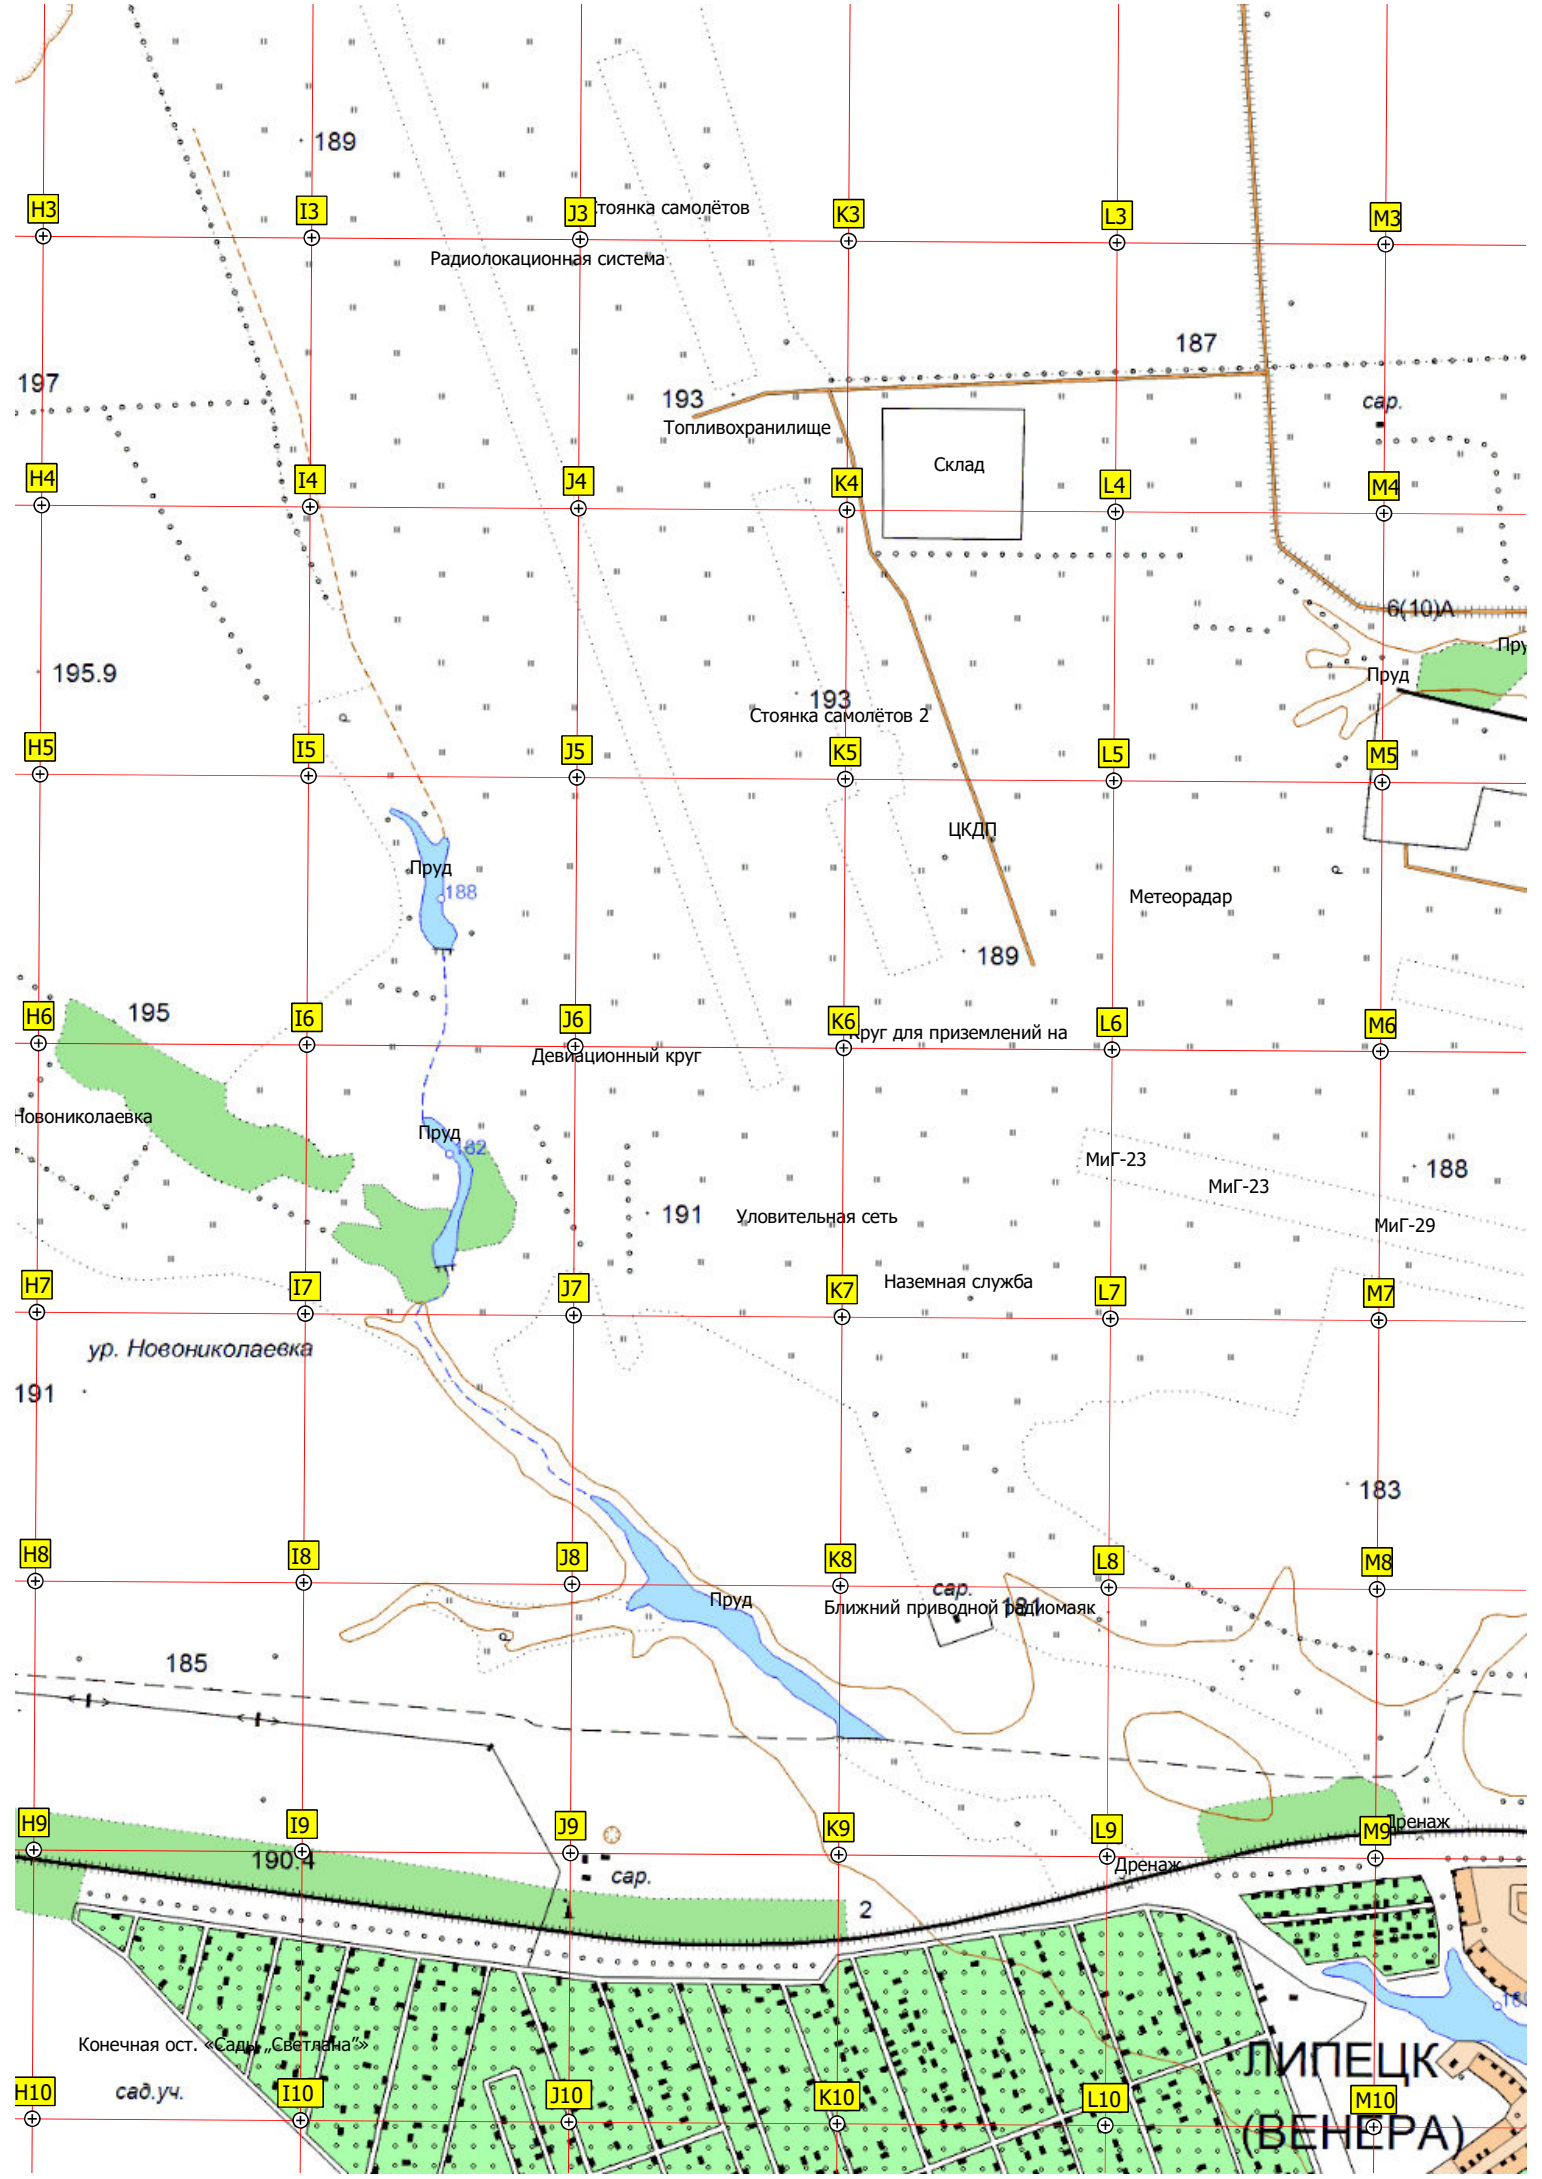 189
H3
I3
J3
тоянка самолётов
K3
L3
M3
Радиолокационная система
187
197
193
сар.
Топливохранилище
Склад
H4
I4
J4
K4
L4
M4
6(10)А
195.9
Пруд
193
Стоянка самолётов 2
H5
I5
J5
K5
L5
M5
ЦКДП
Пруд
188
Метеорадар
189
195
H6
I6
J6
K6
Круг для приземлений на
L6
M6
Девиационный круг
Новониколаевка
Пруд
182
МиГ-23
188
МиГ-23
191
Уловительная сеть
МиГ-29
Наземная служба
H7
I7
J7
K7
L7
M7
ур. Новониколаевка
191
183
H8
I8
J8
K8
L8
M8
сар.
Пруд
Ближний приводной радиомаяк
181
185
H9
I9
J9
K9
L9
M9
Дренаж
190.4
Дренаж
сар.
1
2
Конечная ост. «Сады „Светлана"»
ЛИПЕЦК
H10
сад.уч.
I10
J10
K10
L10
M10
(ВЕНЕРА)